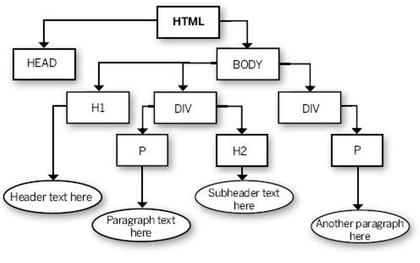 HTML
HEAD
BODY
H1
DIV
DIV
P
H2
P
Header text
here
Paragraph text
here
Subheader text
here
Another paragraph
here